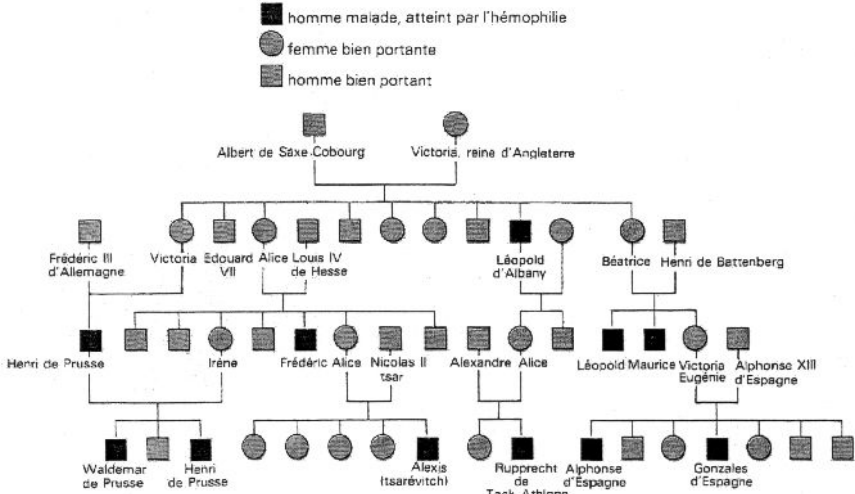 homme malade, atteint par l'hémophilie
femme bien portante
homme bien portant
Albert de Saxe-Cobourg
Victoria, reine d'Angleterre
Frédéric III
d'Allemagne
Victoria
Edouard
VII
Alice
Louis IV
de Hesse
Léopold
d'Albany
Béatrice
Henri de Battenberg
Henri de Prusse
Irène
Frédéric
Alice
Nicolas II
tsar
Alexandre
Alice
Léopold
Maurice
Victoria
Eugénie
Alphonse XIII
d'Espagne
Waldemar
de Prusse
Henri
de Prusse
Alexis
(tsarévitch)
Rupprecht
de
Alphonse
d'Espagne
Gonzales
d'Espagne